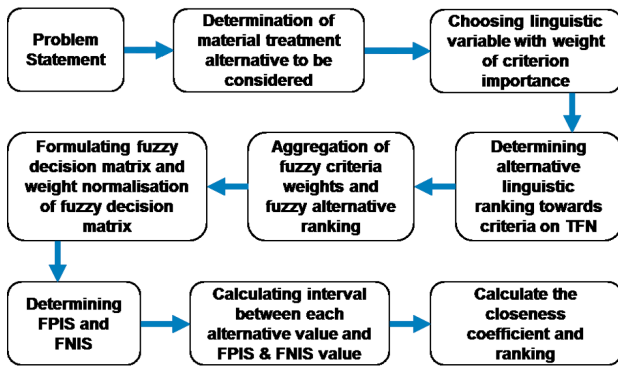 Problem
Statement
Determination of
material treatment
alternative to be
considered
Choosing linguistic
variable with weight
of criterion
importance
Determining
alternative
linguistic
ranking towards
criteria on TFN
Aggregation of
fuzzy criteria
weights and
fuzzy alternative
ranking
Formulating fuzzy
decision matrix and
weight normalisation
of fuzzy decision
matrix
Determining
FPIS and
FNIS
Calculating interval
between each
alternative value and
FPIS & FNIS value
Calculate the
closeness
coefficient and
ranking